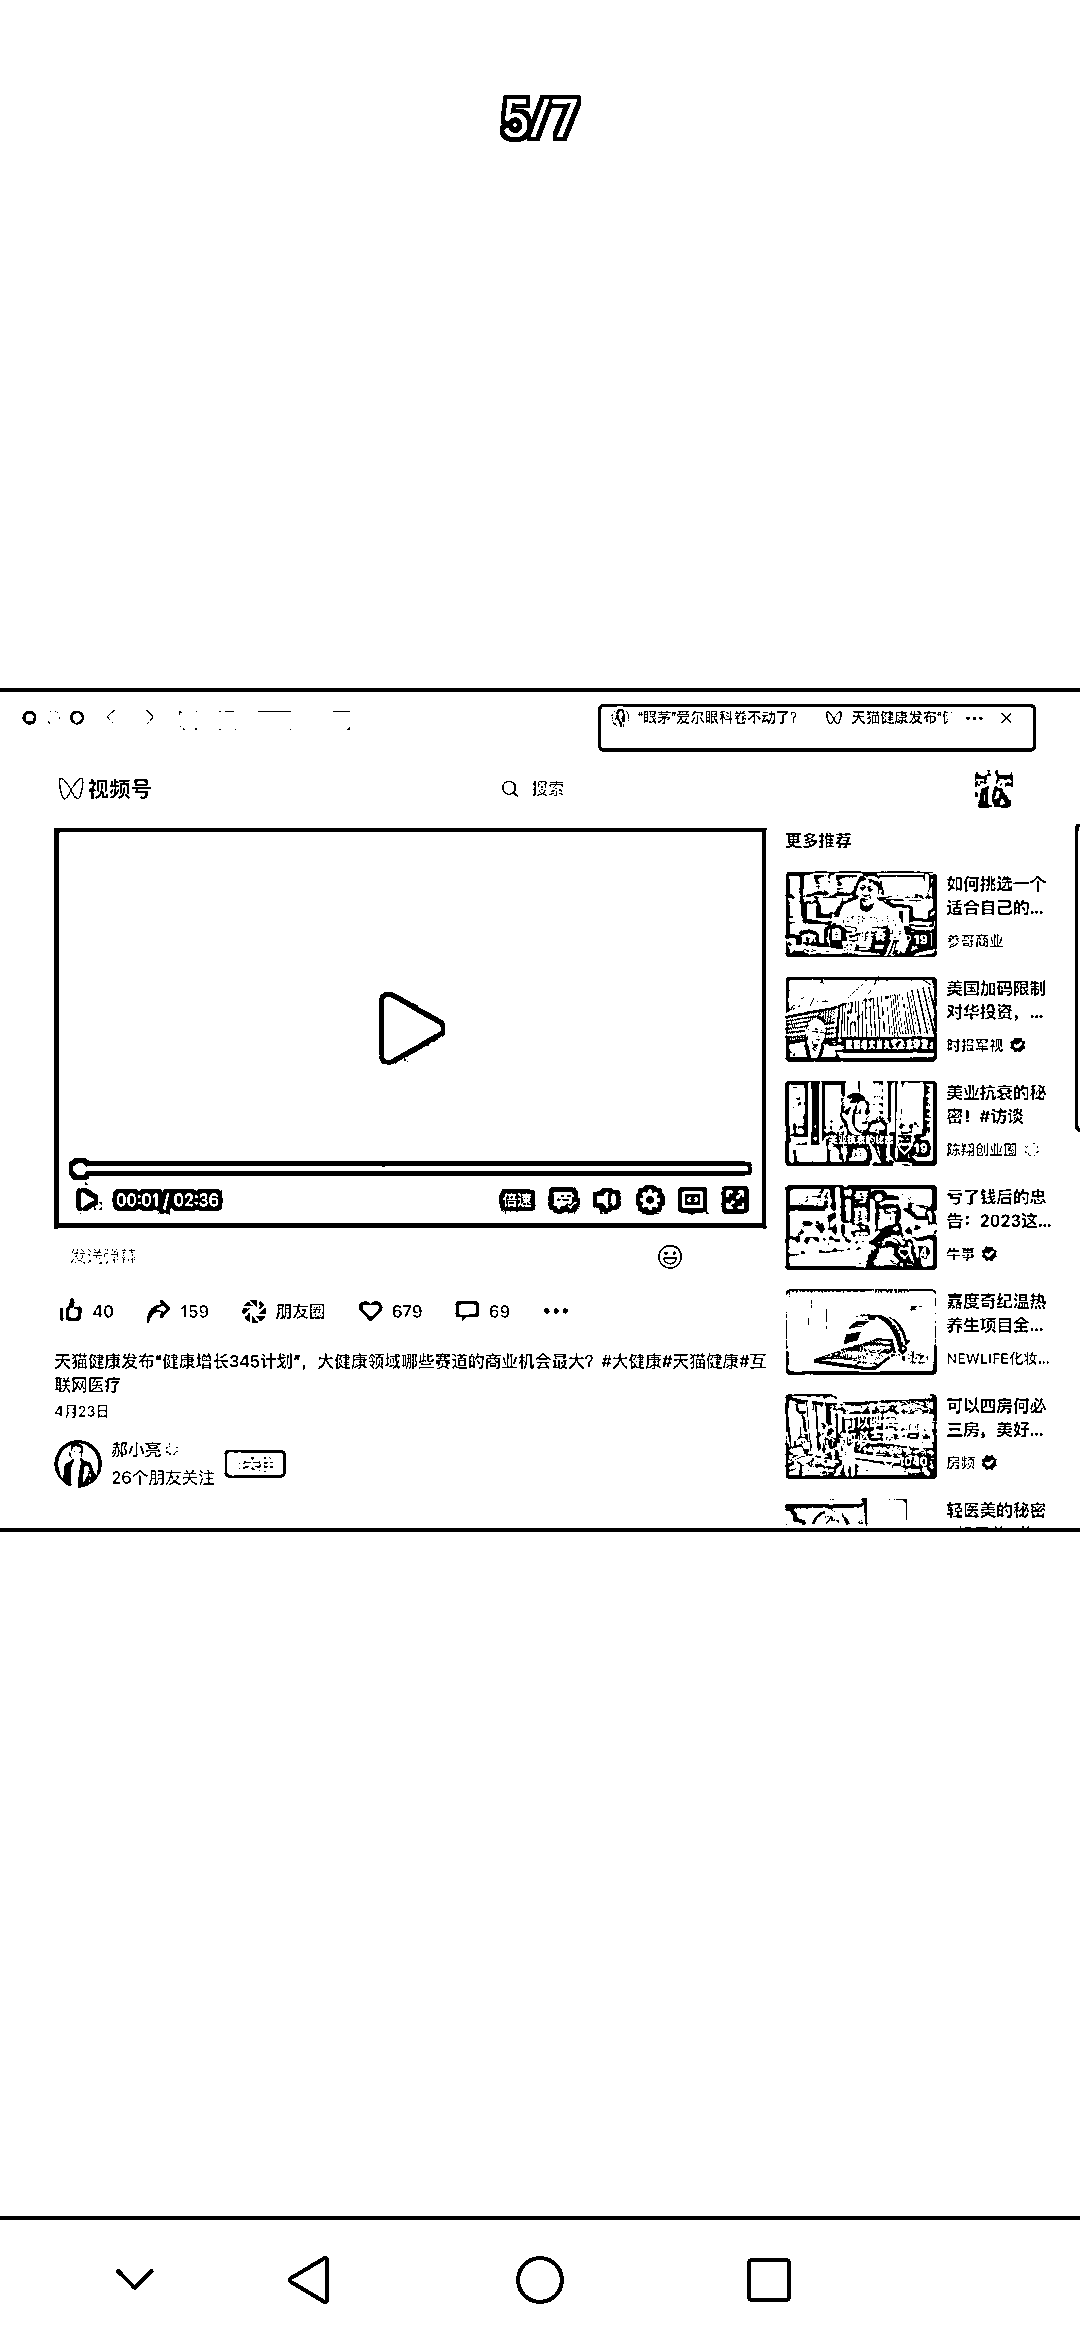 5/7
“眼茅”爱尔眼科卷不动了?
天猫健康发布“健
视频号
搜索
更多推荐
如何挑选一个
适合自己的...
参哥商业
美国加码限制
对华投资，...
时报军视
美业抗衰的秘
密！#访谈
陈翔创业圈
亏了钱后的忠
告：2023这...
牛事
嘉度奇纪温热
养生项目全...
NEWLIFE化妆...
可以四房何必
三房，美好...
房频
轻医美的秘密
00:01 / 02:36
倍速
发送弹幕
40 159 朋友圈 679 69
天猫健康发布“健康增长345计划”，大健康领域哪些赛道的商业机会最大？#大健康#天猫健康#互
联网医疗
4月23日
郝小亮
26个朋友关注